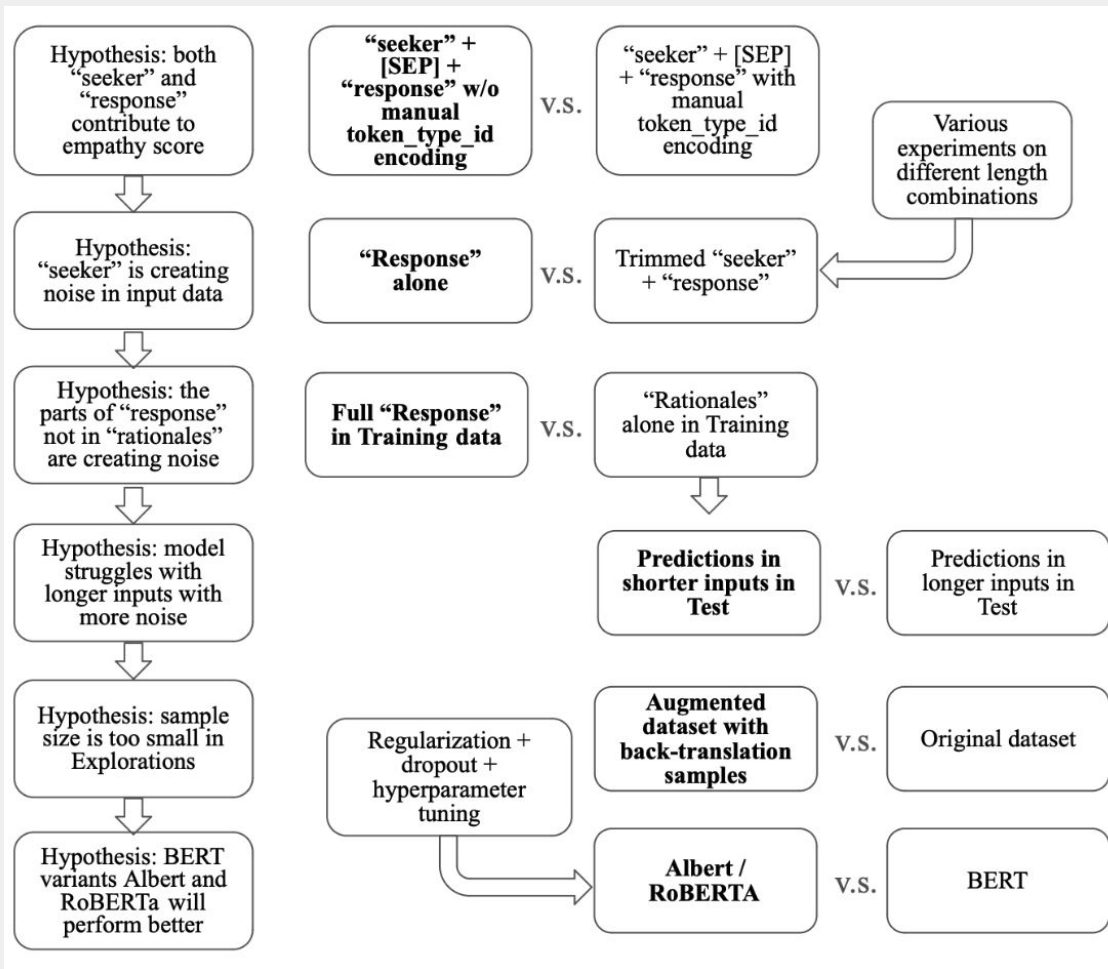 Hypothesis: both
“seeker” and
“response”
contribute to
empathy score
“seeker” +
[SEP] +
“response” w/o
manual
token_type_id
encoding
v.s.
“seeker” + [SEP]
+ “response” with
manual
token_type_id
encoding
Various
experiments on
different length
combinations
Hypothesis:
“seeker” is creating
noise in input data
“Response”
alone
v.s.
Trimmed “seeker”
+ “response”
Hypothesis: the
parts of “response”
not in “rationales”
are creating noise
Full “Response”
in Training data
v.s.
“Rationales”
alone in Training
data
Hypothesis: model
struggles with
longer inputs with
more noise
Predictions in
shorter inputs in
Test
v.s.
Predictions in
longer inputs in
Test
Hypothesis: sample
size is too small in
Explorations
Regularization +
dropout +
hyperparameter
tuning
Augmented
dataset with
back-translation
samples
v.s.
Original dataset
Hypothesis: BERT
variants Albert and
RoBERTa will
perform better
Albert /
RoBERTA
v.s.
BERT